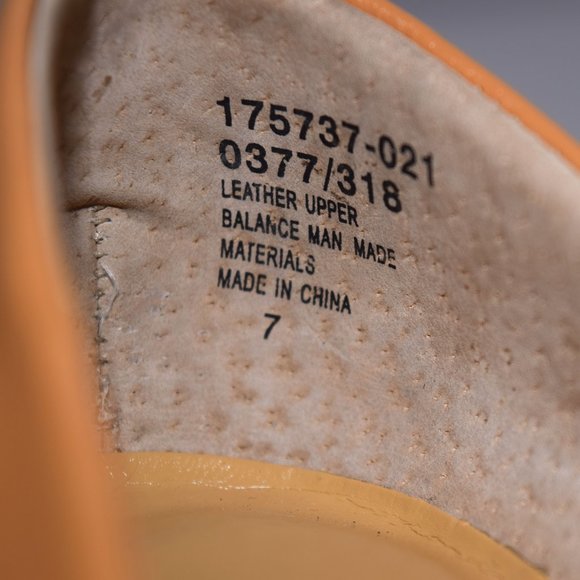 175737-021
0377/318
LEATHER UPPER
BALANCE MAN MADE
MATERIALS
MADE IN CHINA
7